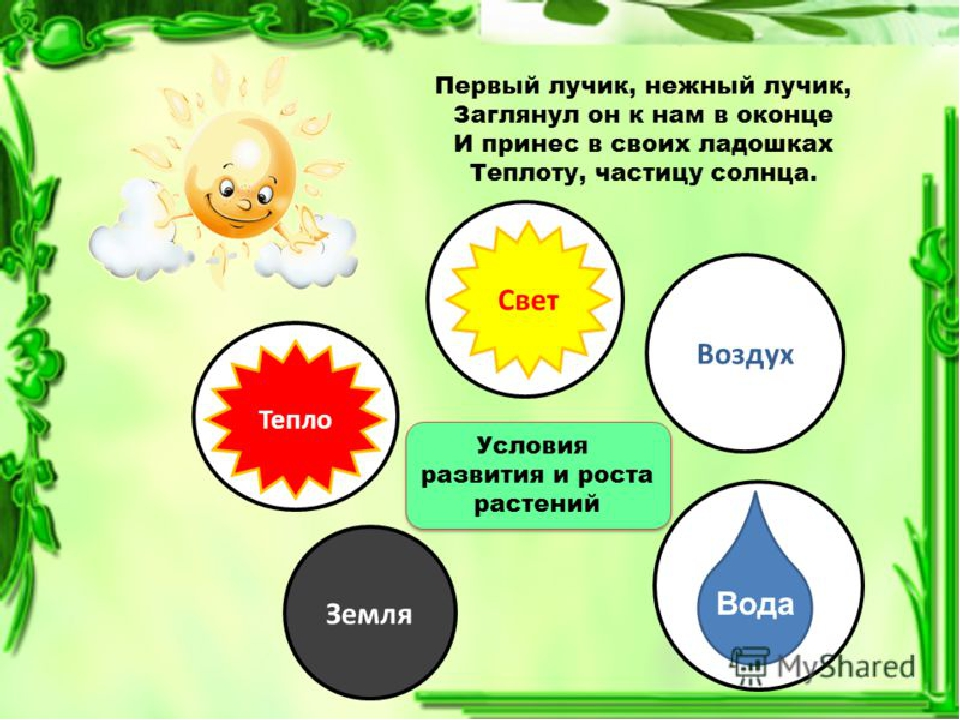 Первый лучик, нежный лучик,
Заглянул он к нам в оконце
И принес в своих ладошках
Теплоту, частицу солнца.
Свет
Воздух
Тепло
Условия
развития и роста
растений
Земля
Вода
MyShared